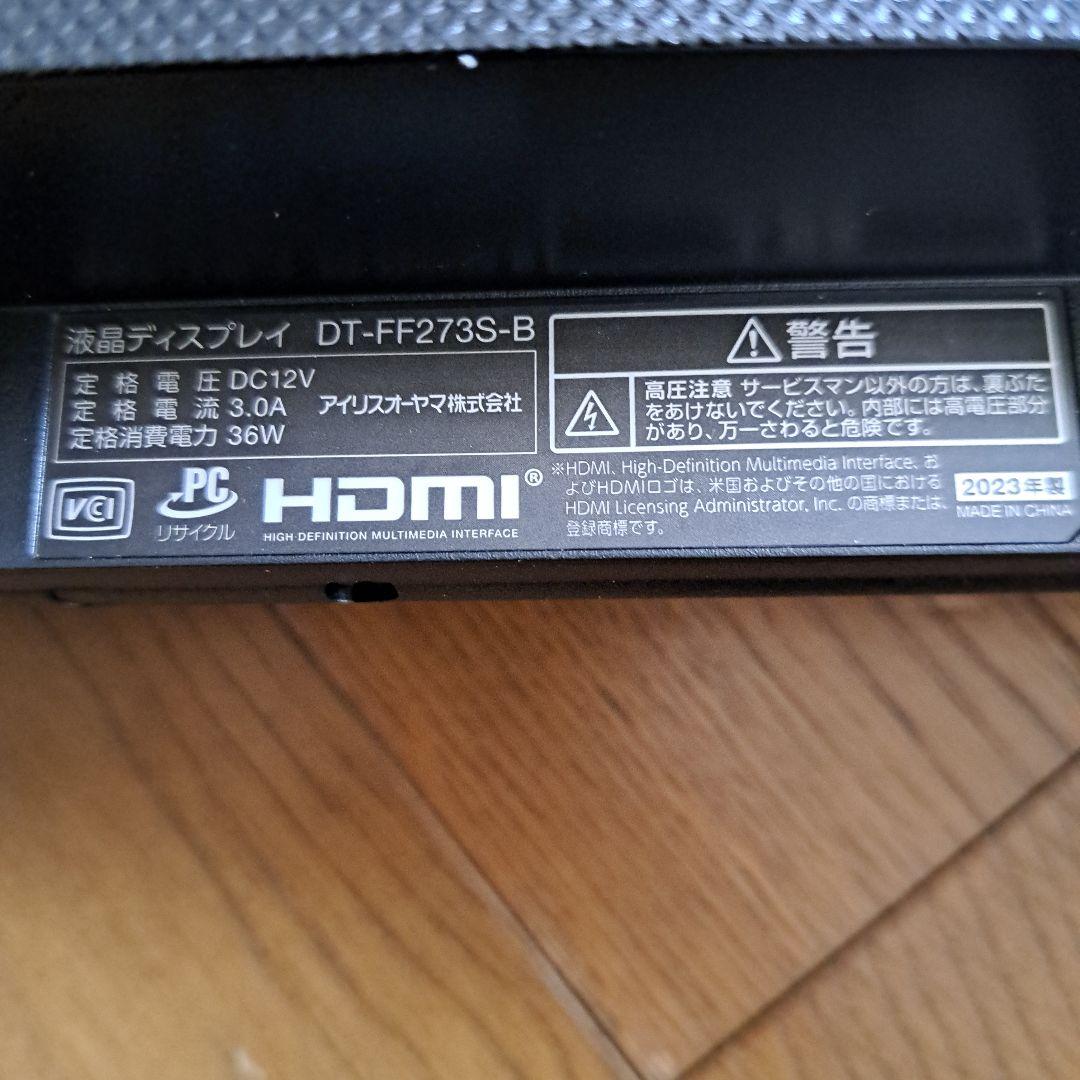 液晶ディスプレイ DT-FF273S-B
定格電圧 DC12V
定格電流 3.0A アイリスオーヤマ株式会社
定格消費電力 36W
VCCI
PC
リサイクル
HDMI®
HIGH-DEFINITION MULTIMEDIA INTERFACE
警告
高圧注意 サービスマン以外の方は、裏ぶた
をあけないでください。内部には高電圧部分
があり、万一さわると危険です。
※HDMI、High-Definition Multimedia Interface、お
よびHDMIロゴは、米国およびその他の国における
HDMI Licensing Administrator, Inc. の商標または、
登録商標です。
2023年製
MADE IN CHINA